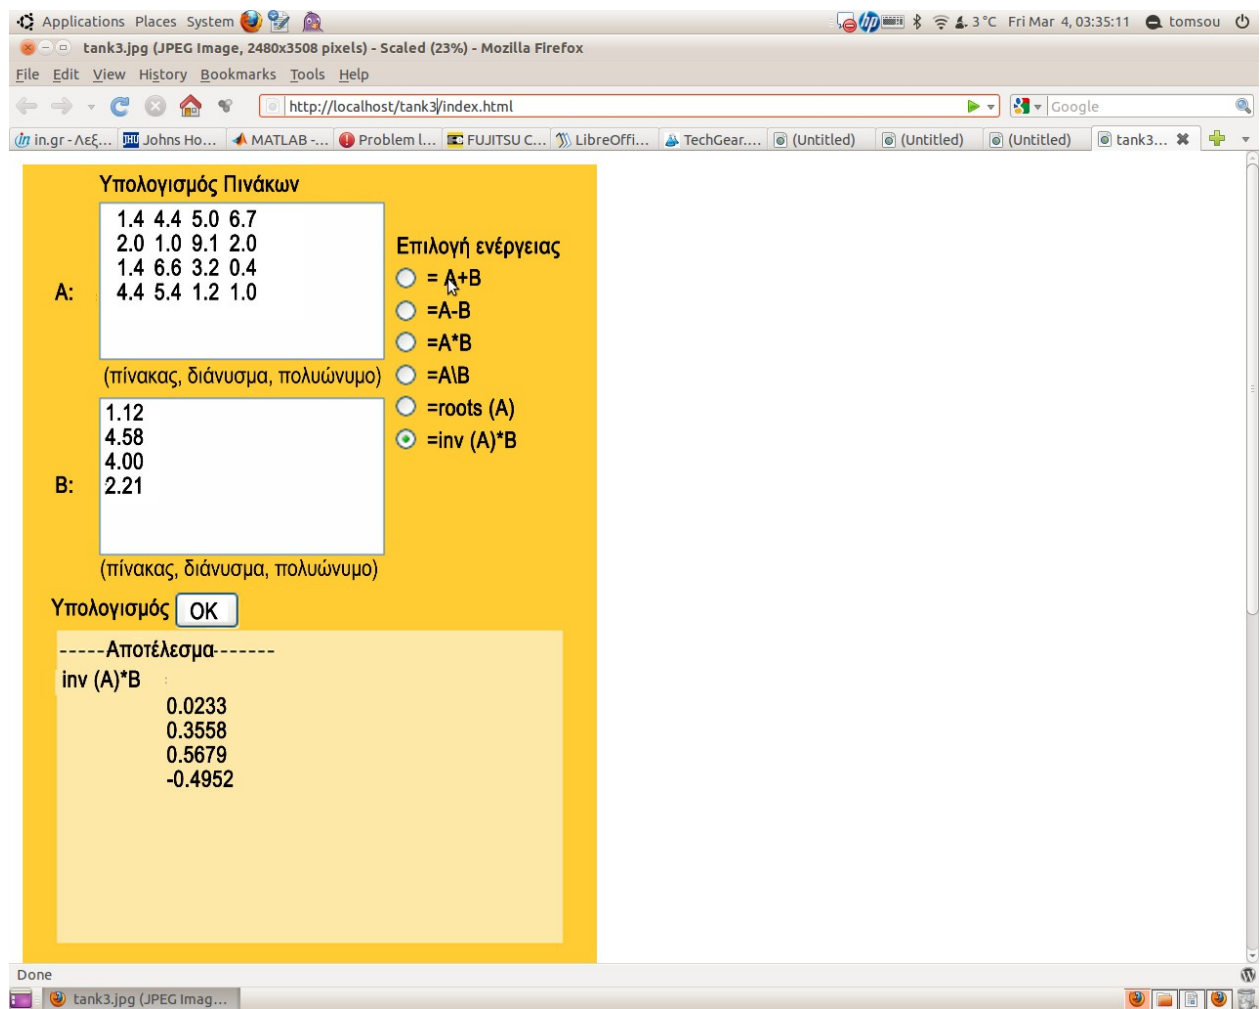 Applications Places System 3 °C Fri Mar 4, 03:35:11 tomsou
tank3.jpg (JPEG Image, 2480x3508 pixels) - Scaled (23%) - Mozilla Firefox
File Edit View History Bookmarks Tools Help
http://localhost/tank3/index.html Google
in in.gr - Λεξ... JHU Johns Ho... MATLAB -... Problem l... FUJITSU C... LibreOffi... TechGear.... (Untitled) (Untitled) (Untitled) tank3...
Υπολογισμός Πινάκων
A:
1.4 4.4 5.0 6.7
2.0 1.0 9.1 2.0
1.4 6.6 3.2 0.4
4.4 5.4 1.2 1.0
(πίνακας, διάνυσμα, πολυώνυμο)
B:
1.12
4.58
4.00
2.21
(πίνακας, διάνυσμα, πολυώνυμο)
Επιλογή ενέργειας
= A+B
=A-B
=A*B
=A\B
=roots (A)
=inv (A)*B
Υπολογισμός OK
-----Αποτέλεσμα-------
inv (A)*B
0.0233
0.3558
0.5679
-0.4952
Done
tank3.jpg (JPEG Imag...